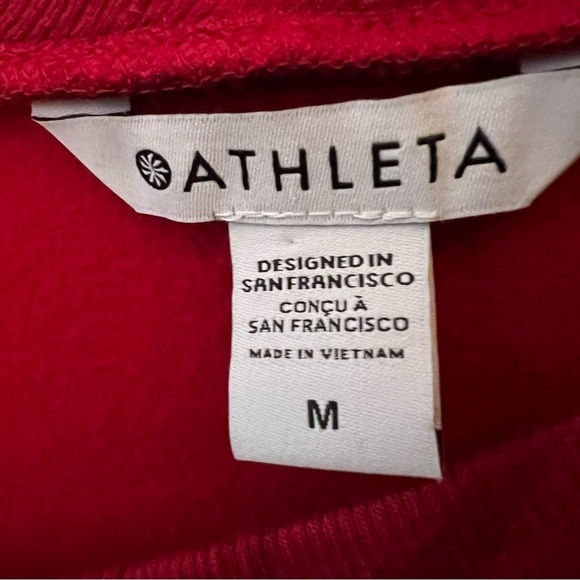 ATHLETA
DESIGNED IN
SAN FRANCISCO
CONÇU À
SAN FRANCISCO
MADE IN VIETNAM
M